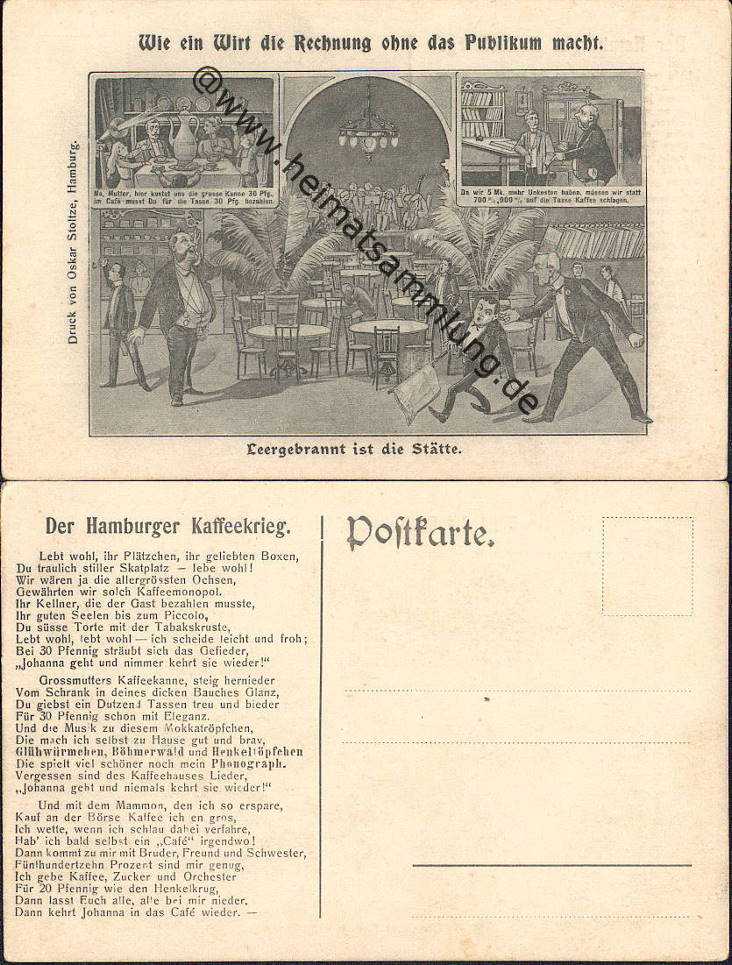 Wie ein Wirt die Rechnung ohne das Publikum macht.
@www.heimatsammlung.de
Na, Mutter, hier kostet uns die grosse Kanne 30 Pfg.
im Café musst Du für die Tasse 30 Pfg. bezahlen.
Da wir 5 Mk. mehr Unkosten haben, müssen wir statt
700 %, 900 % auf die Tasse Kaffee schlagen.
Druck von Oskar Stoltze, Hamburg.
Leergebrannt ist die Stätte.
Der Hamburger Kaffeekrieg.
Lebt wohl, ihr Plätzchen, ihr geliebten Boxen,
Du traulich stiller Skatplatz – lebe wohl!
Wir wären ja die allergrössten Ochsen,
Gewährten wir solch Kaffeemonopol.
Ihr Kellner, die der Gast bezahlen musste,
Ihr guten Seelen bis zum Piccolo,
Du süsse Torte mit der Tabakskruste,
Lebt wohl, lebt wohl — ich scheide leicht und froh;
Bei 30 Pfennig sträubt sich das Gefieder,
„Johanna geht und nimmer kehrt sie wieder!"
Grossmutters Kaffeekanne, steig hernieder
Vom Schrank in deines dicken Bauches Glanz,
Du giebst ein Dutzend Tassen treu und bieder
Für 30 Pfennig schon mit Eleganz.
Und die Musik zu diesem Mokkatröpfchen,
Die mach ich selbst zu Hause gut und brav,
Glühwürmchen, Böhmerwald und Henkeltöpfchen
Die spielt viel schöner noch mein Phonograph.
Vergessen sind des Kaffeehauses Lieder,
„Johanna geht und niemals kehrt sie wieder!"
Und mit dem Mammon, den ich so erspare,
Kauf an der Börse Kaffee ich en gros,
Ich wette, wenn ich schlau dabei verfahre,
Hab' ich bald selbst ein „Café" irgendwo!
Dann kommt zu mir mit Bruder, Freund und Schwester,
Fünfhundertzehn Prozent sind mir genug,
Ich gebe Kaffee, Zucker und Orchester
Für 20 Pfennig wie den Henkelkrug,
Dann lasst Euch alle, alle bei mir nieder,
Dann kehrt Johanna in das Café wieder. —
Postkarte.